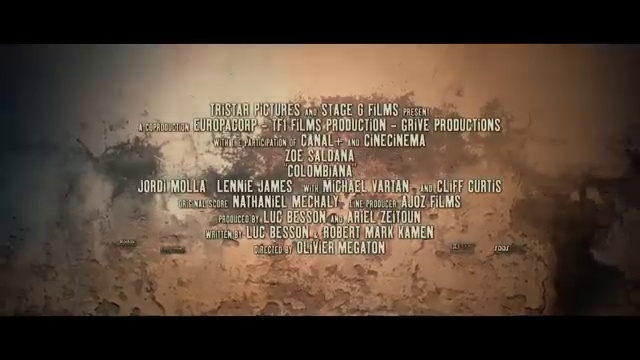 TRISTAR PICTURES AND STAGE 6 FILMS PRESENT
A COPRODUCTION EUROPACORP - TF1 FILMS PRODUCTION - GRIVE PRODUCTIONS
WITH THE PARTICIPATION OF CANAL+ AND CINECINEMA
ZOE SALDANA
COLOMBIANA
JORDI MOLLA LENNIE JAMES WITH MICHAEL VARTAN AND CLIFF CURTIS
ORIGINAL SCORE NATHANIEL MECHALY LINE PRODUCER AJOZ FILMS
PRODUCED BY LUC BESSON AND ARIEL ZEITOUN
WRITTEN BY LUC BESSON & ROBERT MARK KAMEN
DIRECTED BY OLIVIER MEGATON